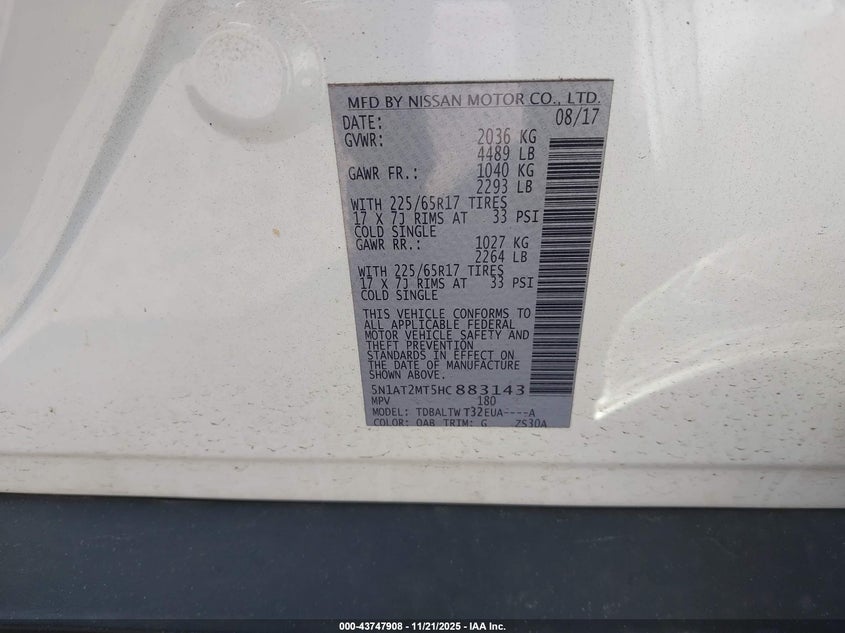 MFD BY NISSAN MOTOR CO., LTD.
DATE: 08/17
GVWR: 2036 KG
4489 LB
GAWR FR.: 1040 KG
2293 LB
WITH 225/65R17 TIRES
17 X 7J RIMS AT 33 PSI
COLD SINGLE
GAWR RR.: 1027 KG
2264 LB
WITH 225/65R17 TIRES
17 X 7J RIMS AT 33 PSI
COLD SINGLE
THIS VEHICLE CONFORMS TO
ALL APPLICABLE FEDERAL
MOTOR VEHICLE SAFETY AND
THEFT PREVENTION
STANDARDS IN EFFECT ON THE
DATE OF MANUFACTURE
SHOWN ABOVE.
5N1AT2MT5HC883143
MPV 180
MODEL: TDBALTWT32EUA----A
COLOR: QAB TRIM: G ZS30A
000-43747908 - 11/21/2025 - IAA Inc.